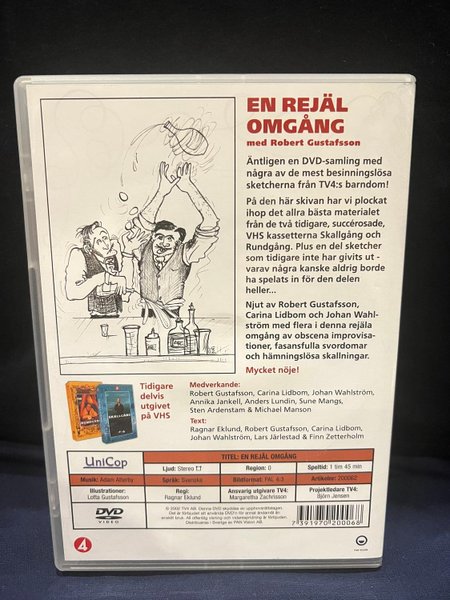 EN REJÄL
OMGÅNG
med Robert Gustafsson
Äntligen en DVD-samling med
några av de mest besinningslösa
sketcherna från TV4:s barndom!
På den här skivan har vi plockat
ihop det allra bästa materialet
från de två tidigare, succérosade,
VHS kassetterna Skallgång och
Rundgång. Plus en del sketcher
som tidigare inte har givits ut -
varav några kanske aldrig borde
ha spelats in för den delen
heller...
Njut av Robert Gustafsson,
Carina Lidbom och Johan Wahl-
ström med flera i denna rejäla
omgång av obscena improvisa-
tioner, fasansfulla svordomar
och hämningslösa skallningar.
Mycket nöje!
Tidigare
delvis
utgivet
på VHS
SKALLGÅNG
Medverkande:
Robert Gustafsson, Carina Lidbom, Johan Wahlström,
Annika Jankell, Anders Lundin, Sune Mangs,
Sten Ardenstam & Michael Manson
Text:
Ragnar Eklund, Robert Gustafsson, Carina Lidbom,
Johan Wahlström, Lars Järlestad & Finn Zetterholm
UniCop
TITEL: EN REJÄL OMGÅNG
Ljud: Stereo
Region: 0
Speltid: 1 tim 45 min
Musik: Adam Alterby
Språk: Svenska
Bildformat: PAL 4:3
Artikelnr: 200062
Illustrationer:
Lotta Gustafsson
Regi:
Ragnar Eklund
Ansvarig utgivare TV4:
Margaretha Zachrisson
Projektledare TV4:
Björn Jensen
DVD
VIDEO
4
7391970200068